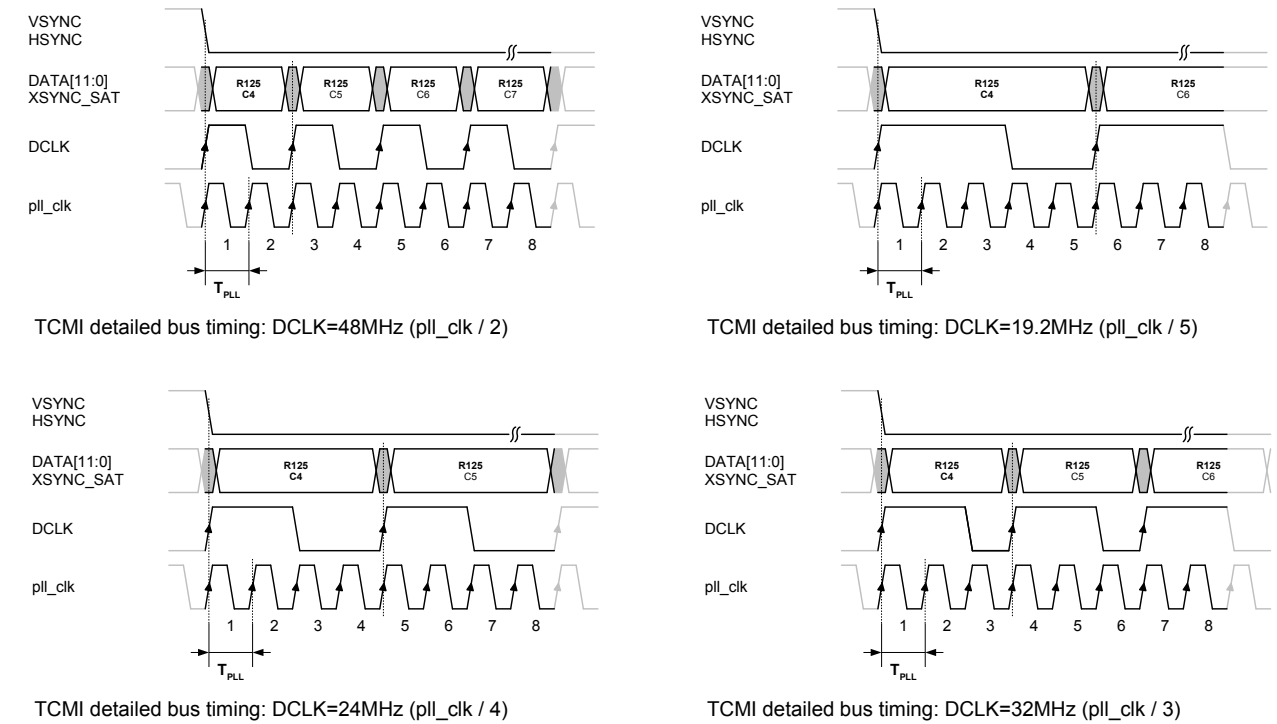 VSYNC
HSYNC
DATA[11:0]
XSYNC_SAT
R125 R125 R125 R125
C4 C5 C6 C7
DCLK
pll_clk
1 2 3 4 5 6 7 8
TPLL
TCMI detailed bus timing: DCLK=48MHz (pll_clk / 2)
VSYNC
HSYNC
DATA[11:0]
XSYNC_SAT
R125 R125
C4 C6
DCLK
pll_clk
1 2 3 4 5 6 7 8
TPLL
TCMI detailed bus timing: DCLK=19.2MHz (pll_clk / 5)
VSYNC
HSYNC
DATA[11:0]
XSYNC_SAT
R125 R125
C4 C5
DCLK
pll_clk
1 2 3 4 5 6 7 8
TPLL
TCMI detailed bus timing: DCLK=24MHz (pll_clk / 4)
VSYNC
HSYNC
DATA[11:0]
XSYNC_SAT
R125 R125 R125
C4 C5 C6
DCLK
pll_clk
1 2 3 4 5 6 7 8
TPLL
TCMI detailed bus timing: DCLK=32MHz (pll_clk / 3)